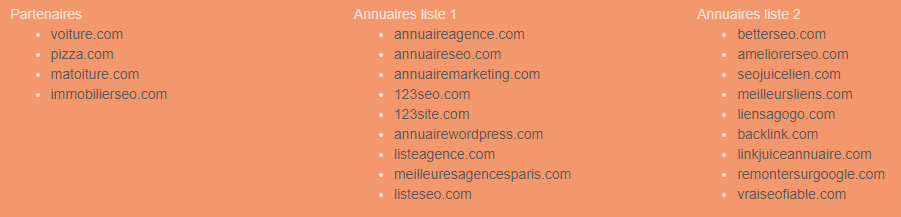 Partenaires
voiture.com
pizza.com
matoiture.com
immobilierseo.com
Annuaires liste 1
annuaireagence.com
annuaireseo.com
annuairemarketing.com
123seo.com
123site.com
annuairewordpress.com
listeagence.com
meilleuresagencesparis.com
listeseo.com
Annuaires liste 2
betterseo.com
ameliorerseo.com
seojuicelien.com
meilleursliens.com
liensagogo.com
backlink.com
linkjuiceannuaire.com
remontersurgoogle.com
vraiseofiable.com